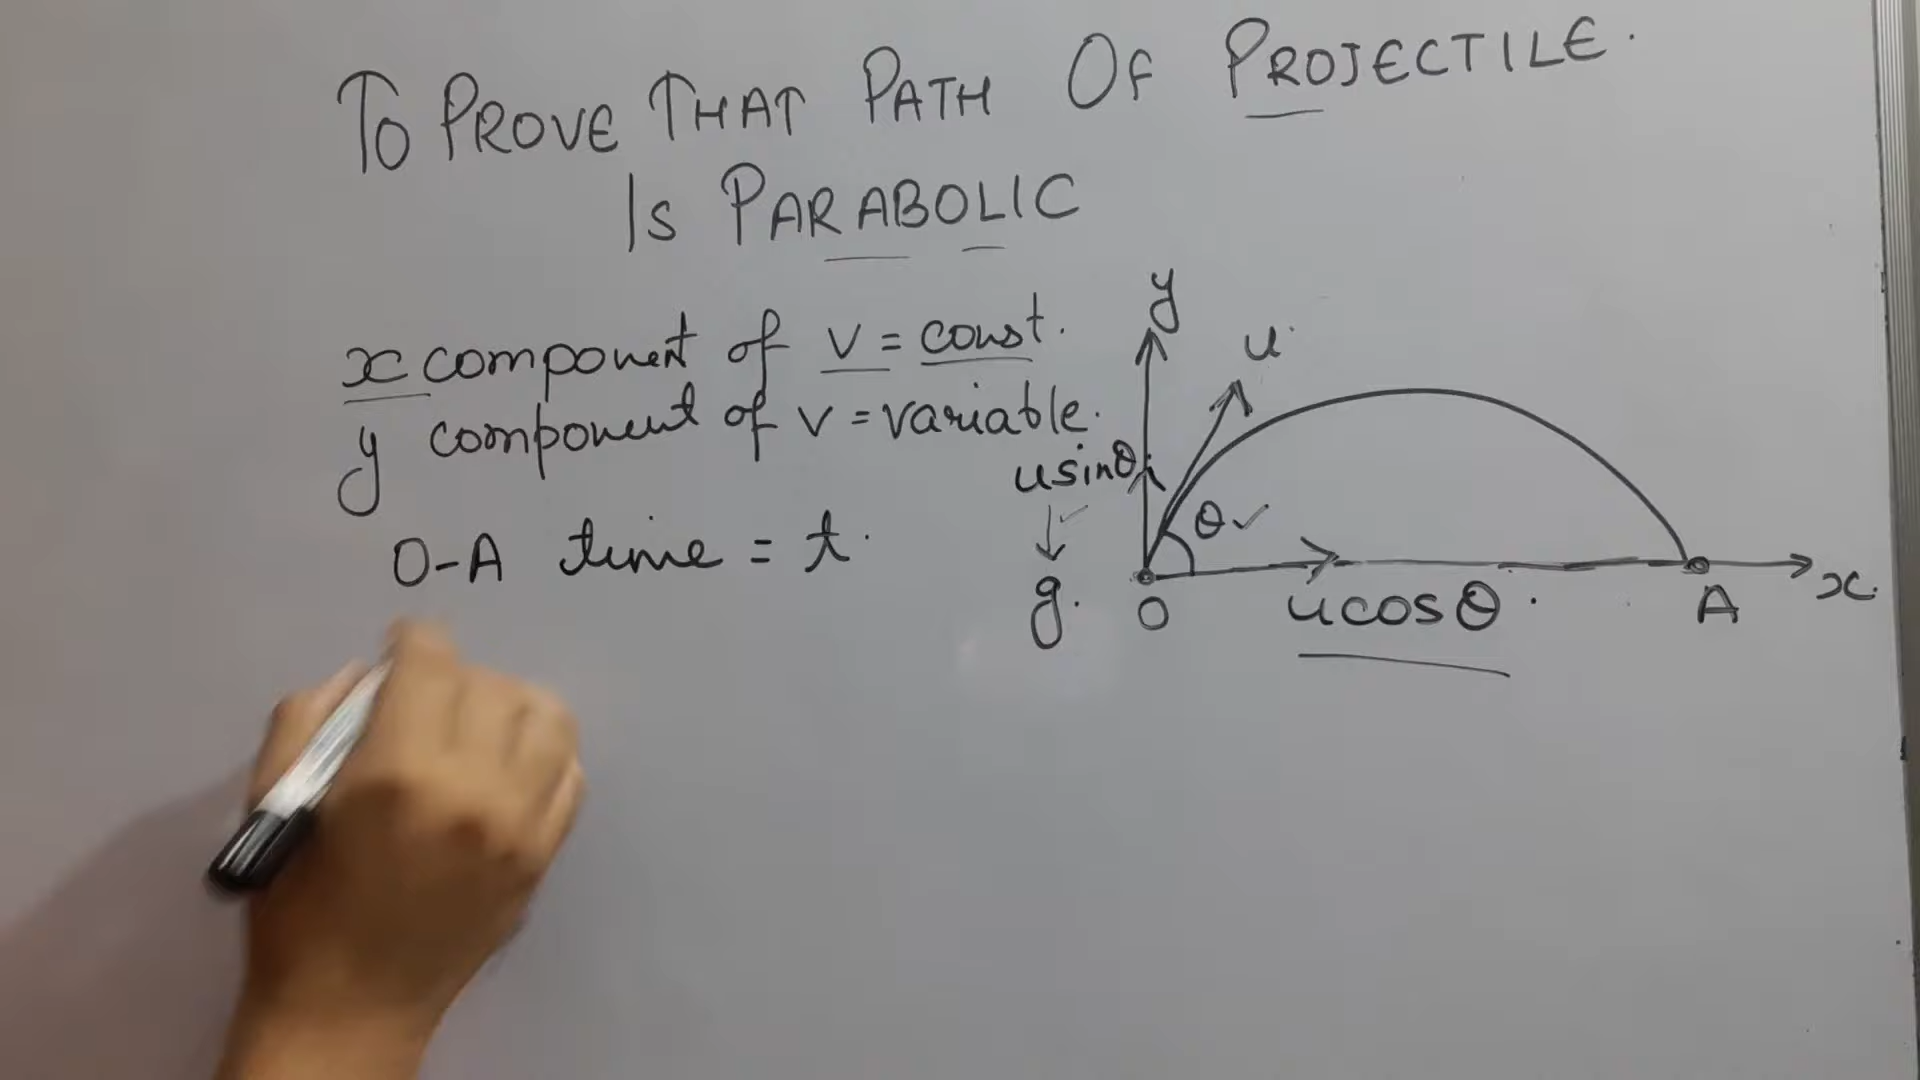 TO PROVE THAT PATH OF PROJECTILE.
IS PARABOLIC
x component of v = const.
y component of v = variable.
O-A time = t.
y
u
usinθ
θ
g.
O
ucosθ
A
x.